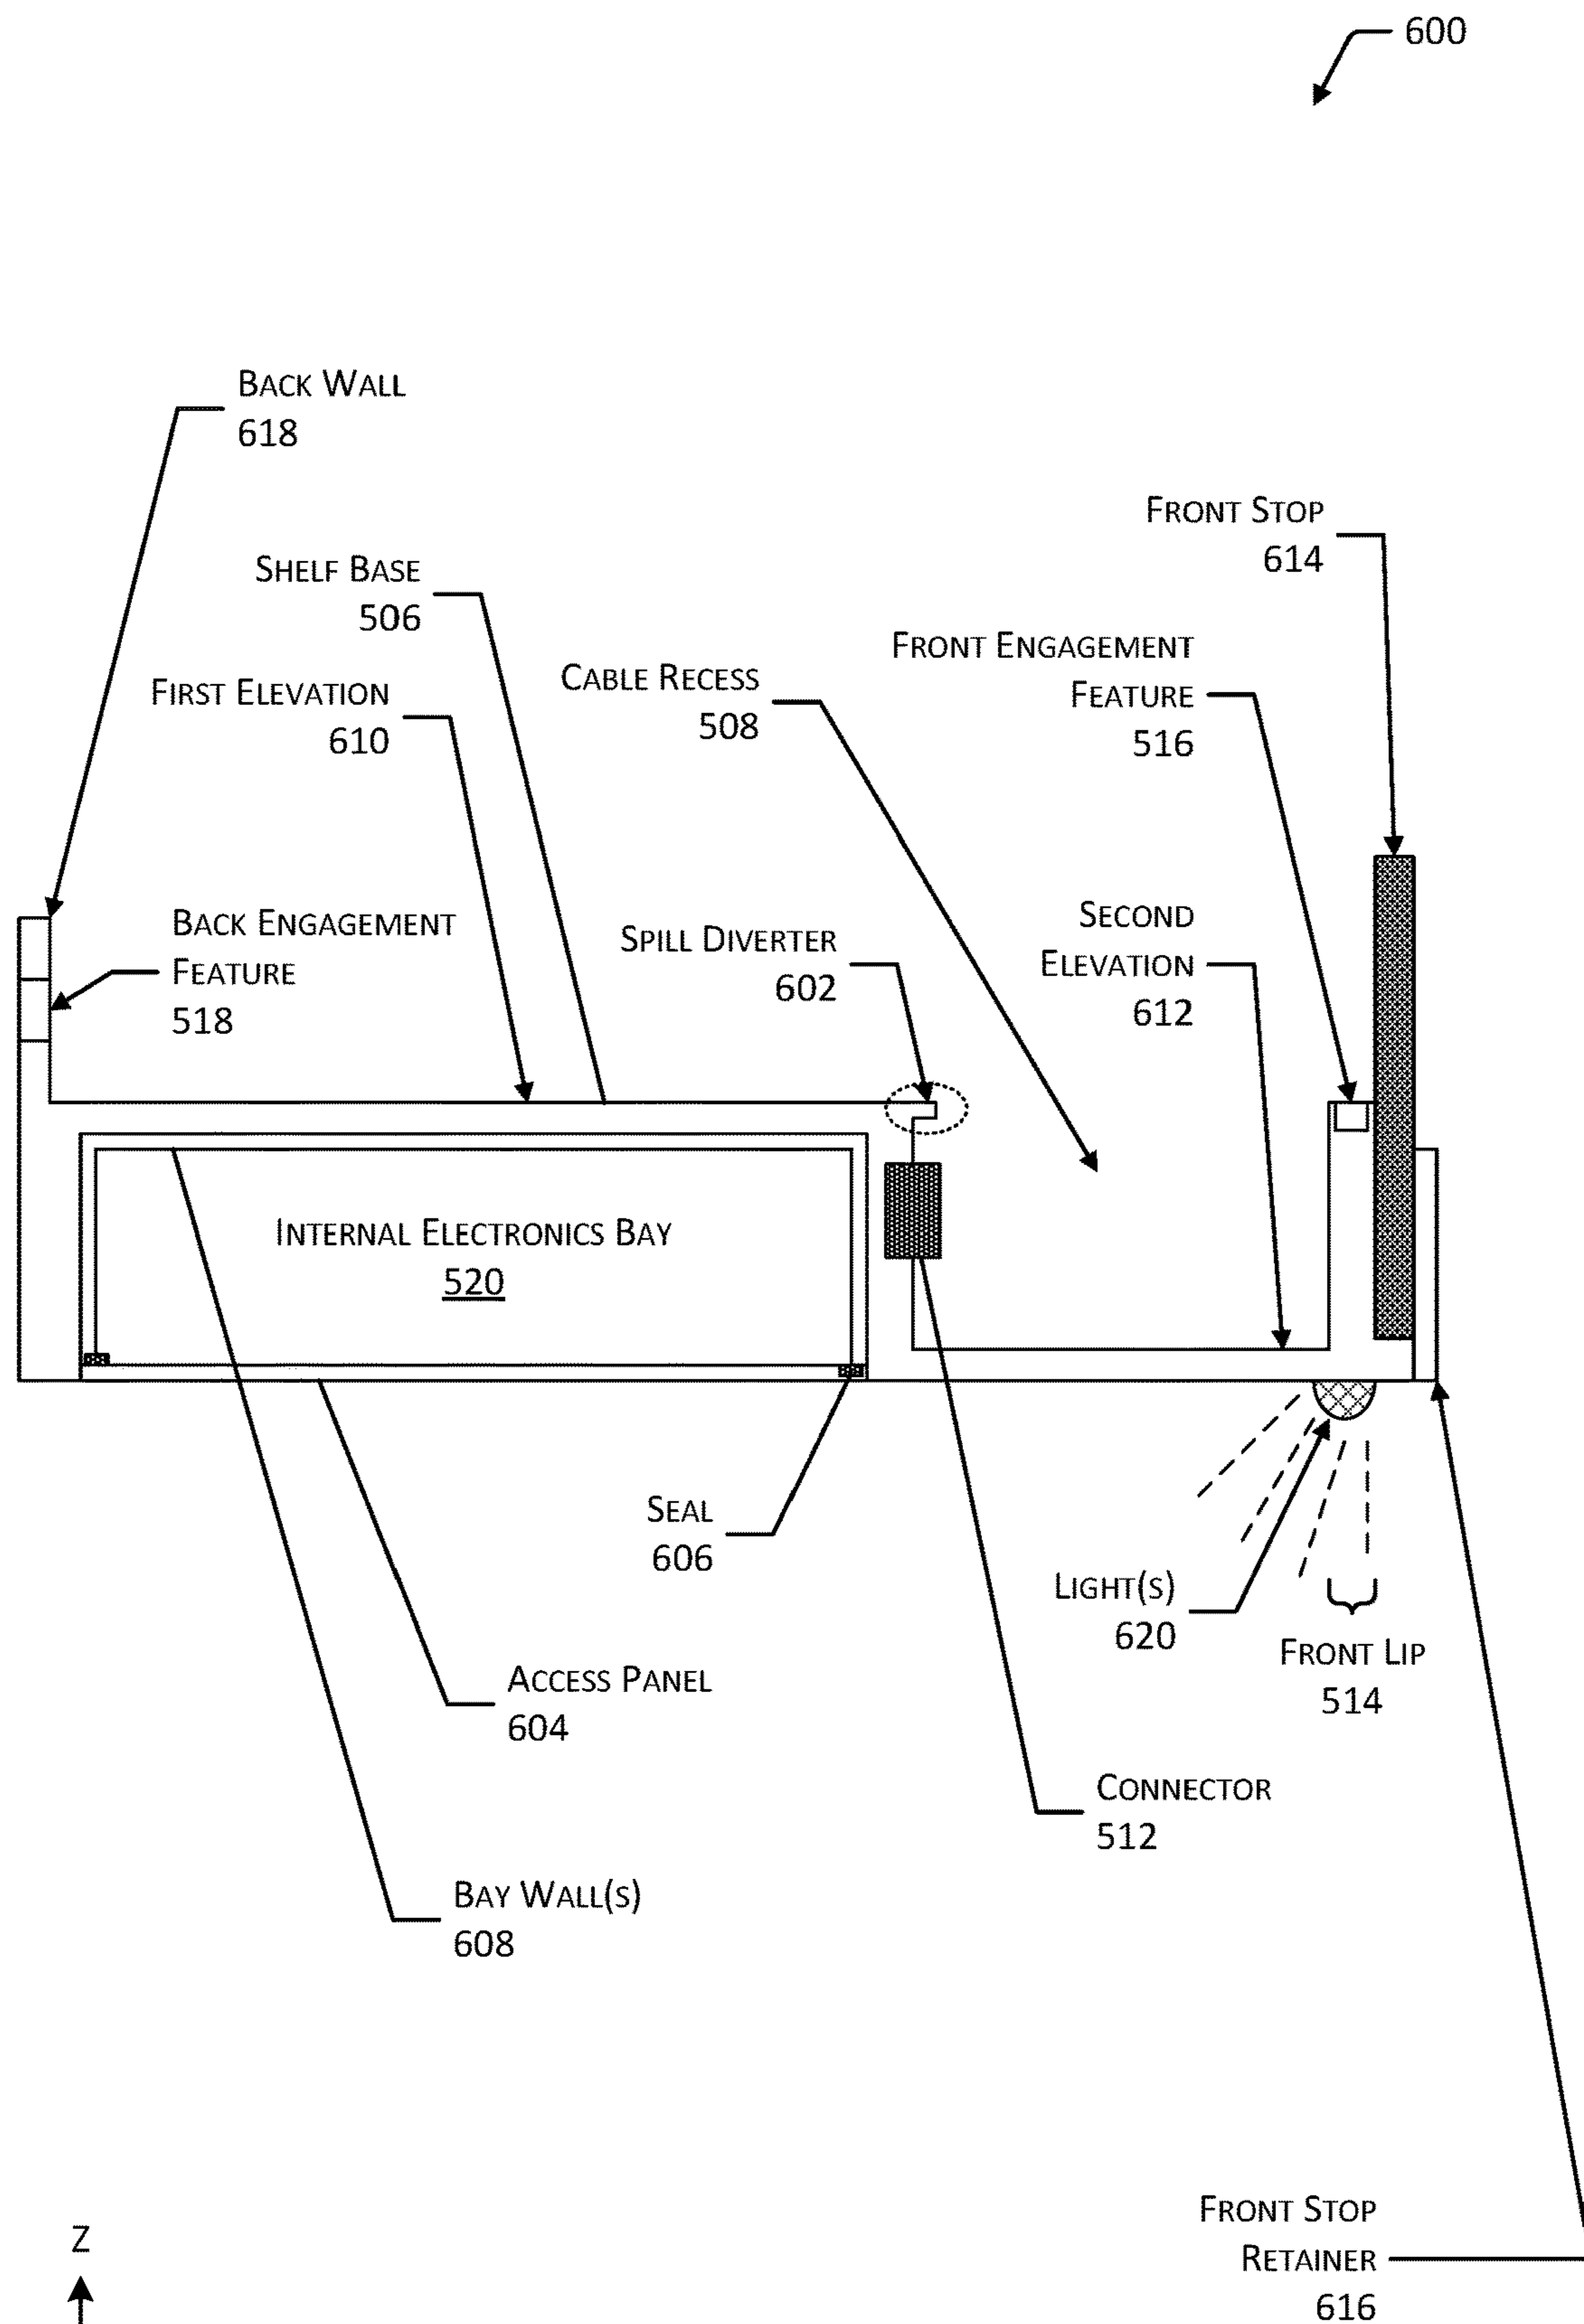 600
Back Wall
618
Front Stop
614
Shelf Base
506
Front Engagement
Feature
516
Cable Recess
508
First Elevation
610
Back Engagement
Feature
518
Spill Diverter
602
Second
Elevation
612
Internal Electronics Bay
520
Seal
606
Light(s)
620
Front Lip
514
Access Panel
604
Connector
512
Bay Wall(s)
608
Front Stop
Retainer
616
Z